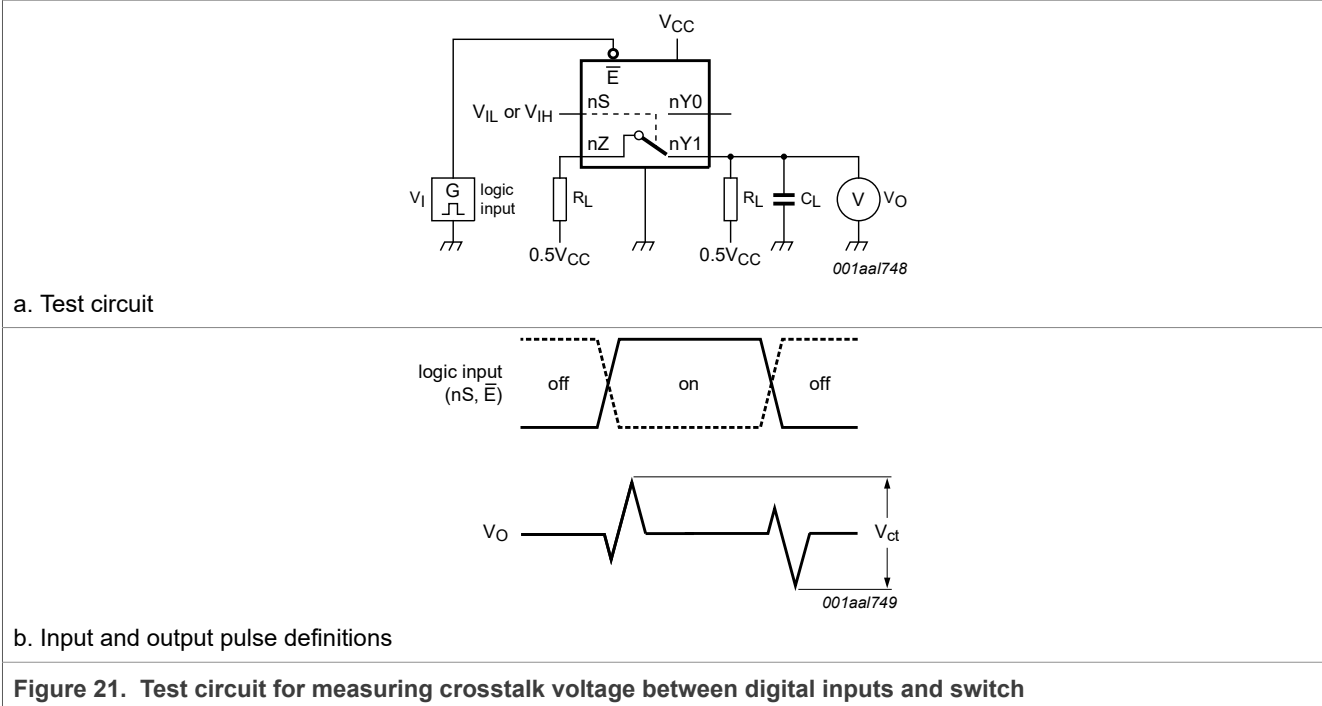 VCC
E̅
nS nY0
VIL or VIH
nZ nY1
VI G logic input
RL RL CL V VO
0.5VCC 0.5VCC
001aal748
a. Test circuit
logic input
(nS, E̅)
off on off
VO
Vct
001aal749
b. Input and output pulse definitions
Figure 21. Test circuit for measuring crosstalk voltage between digital inputs and switch